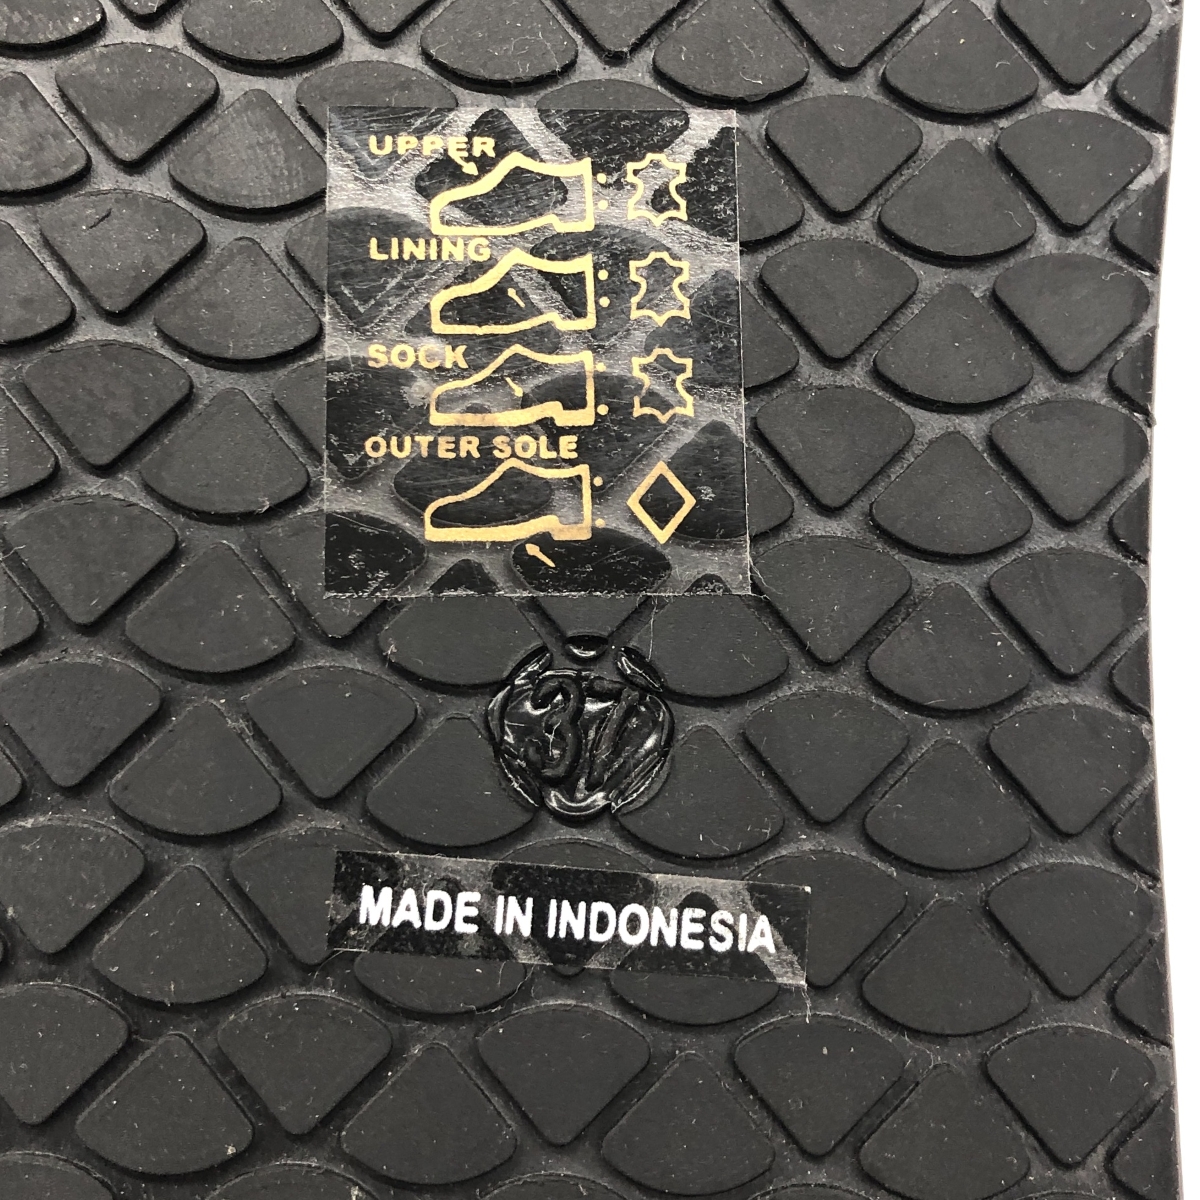 UPPER
LINING
SOCK
OUTER SOLE
37
MADE IN INDONESIA